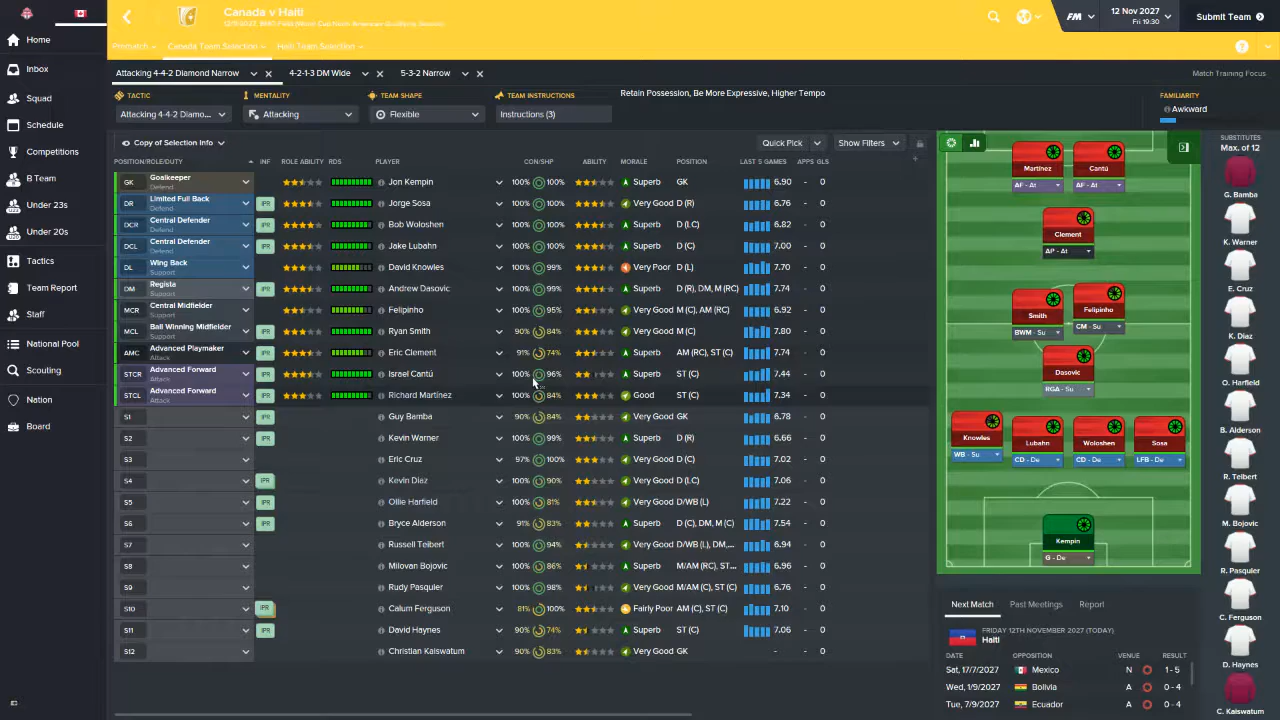 Canada v Haiti
12 Nov 2027
Fri 19:30
FM
Submit Team
Prematch
Canada Team Selection
Haiti Team Selection
Home
Inbox
Squad
Schedule
Competitions
B Team
Under 23s
Under 20s
Tactics
Team Report
Staff
National Pool
Scouting
Nation
Board
Attacking 4-4-2 Diamond Narrow
4-2-1-3 DM Wide
5-3-2 Narrow
Match Training Focus
TACTIC
MENTALITY
TEAM SHAPE
TEAM INSTRUCTIONS
Retain Possession, Be More Expressive, Higher Tempo
FAMILIARITY
Attacking 4-4-2 Diamo...
Attacking
Flexible
Instructions (3)
Awkward
Copy of Selection Info
Quick Pick
Show Filters
POSITION/ROLE/DUTY INF ROLE ABILITY RDS PLAYER CON/SHP ABILITY MORALE POSITION LAST 5 GAMES APPS GLS
GK Goalkeeper Defend Jon Kempin 100% 100% Superb GK 6.90 - 0
DR Limited Full Back Defend IPR Jorge Sosa 100% 100% Very Good D (R) 6.76 - 0
DCR Central Defender Defend IPR Bob Woloshen 100% 100% Superb D (LC) 6.82 - 0
DCL Central Defender Defend IPR Jake Lubahn 100% 100% Superb D (C) 7.00 - 0
DL Wing Back Support David Knowles 100% 99% Very Poor D (L) 7.70 - 0
DM Regista Support IPR Andrew Dasovic 100% 99% Superb D (R), DM, M (RC) 7.74 - 0
MCR Central Midfielder Support Felipinho 100% 95% Very Good M (C), AM (RC) 7.54 - 0
MCL Ball Winning Midfielder Support IPR Ryan Smith 90% 84% Very Good M (C) 7.80 - 0
AMC Advanced Playmaker Attack IPR Eric Clement 91% 74% Superb AM (RC), ST (C) 7.74 - 0
STCR Advanced Forward Attack IPR Israel Cantú 100% 96% Superb ST (C) 7.44 - 0
STCL Advanced Forward Attack Richard Martínez 100% 84% Good ST (C) 7.34 - 0
S1 IPR Guy Bamba 90% 84% Very Good GK 6.78 - 0
S2 IPR Kevin Warner 100% 99% Superb D (R) 6.66 - 0
S3 Eric Cruz 97% 100% Very Good D (C) 7.02 - 0
S4 IPR Kevin Diaz 100% 90% Very Good D (LC) 7.06 - 0
S5 IPR Ollie Harfield 100% 81% Very Good D/WB (L) 7.22 - 0
S6 IPR Bryce Alderson 91% 83% Superb D (C), DM, M (C) 7.54 - 0
S7 Russell Teibert 100% 94% Very Good D/WB (L), DM,... 6.94 - 0
S8 Milovan Bojovic 100% 86% Superb M/AM (RC), ST... 6.96 - 0
S9 Rudy Pasquier 100% 98% Very Good M/AM (C), ST (C) 6.76 - 0
S10 IPR Calum Ferguson 81% 100% Fairly Poor AM (C), ST (C) 7.10 - 0
S11 IPR David Haynes 90% 74% Superb ST (C) 7.06 - 0
S12 Christian Kaiswatum 90% 83% Very Good GK - - 0
Martínez
AF - At
Cantú
AF - At
Clement
AP - At
Smith
BWM - Su
Felipinho
CM - Su
Dasovic
RGA - Su
Knowles
WB - Su
Lubahn
CD - De
Woloshen
CD - De
Sosa
LFB - De
Kempin
G - De
Next Match
Past Meetings
Report
FRIDAY 12TH NOVEMBER 2027 (TODAY)
Haiti
DATE OPPOSITION VENUE RESULT
Sat, 17/7/2027 Mexico N 1 - 5
Wed, 1/9/2027 Bolivia A 0 - 4
Tue, 7/9/2027 Ecuador A 0 - 4
SUBSTITUTES
Max. of 12
G. Bamba
K. Warner
E. Cruz
K. Diaz
O. Harfield
B. Alderson
R. Teibert
M. Bojovic
R. Pasquier
C. Ferguson
D. Haynes
C. Kaiswatum